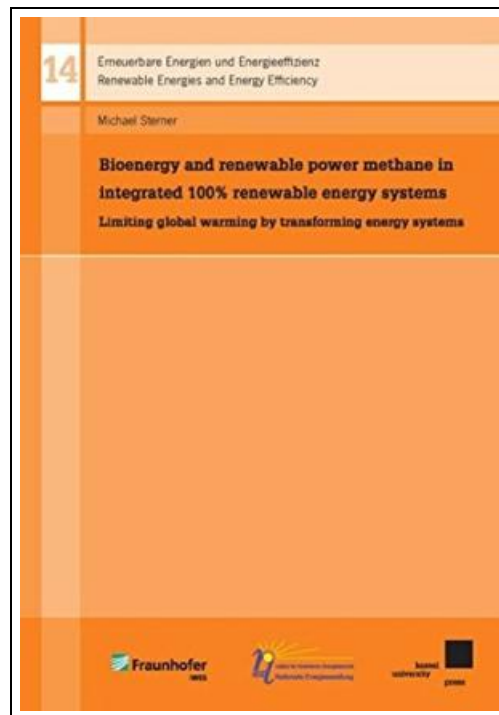 14
Erneuerbare Energien und Energieeffizienz
Renewable Energies and Energy Efficiency
Michael Sterner
Bioenergy and renewable power methane in
integrated 100% renewable energy systems
Limiting global warming by transforming energy systems
Fraunhofer
IWES
kassel
university
press